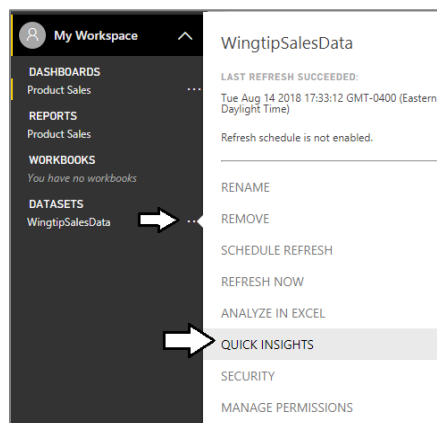 My Workspace
DASHBOARDS
Product Sales
REPORTS
Product Sales
WORKBOOKS
You have no workbooks
DATASETS
WingtipSalesData
WingtipSalesData
LAST REFRESH SUCCEEDED:
Tue Aug 14 2018 17:33:12 GMT-0400 (Eastern
Daylight Time)
Refresh schedule is not enabled.
RENAME
REMOVE
SCHEDULE REFRESH
REFRESH NOW
ANALYZE IN EXCEL
QUICK INSIGHTS
SECURITY
MANAGE PERMISSIONS